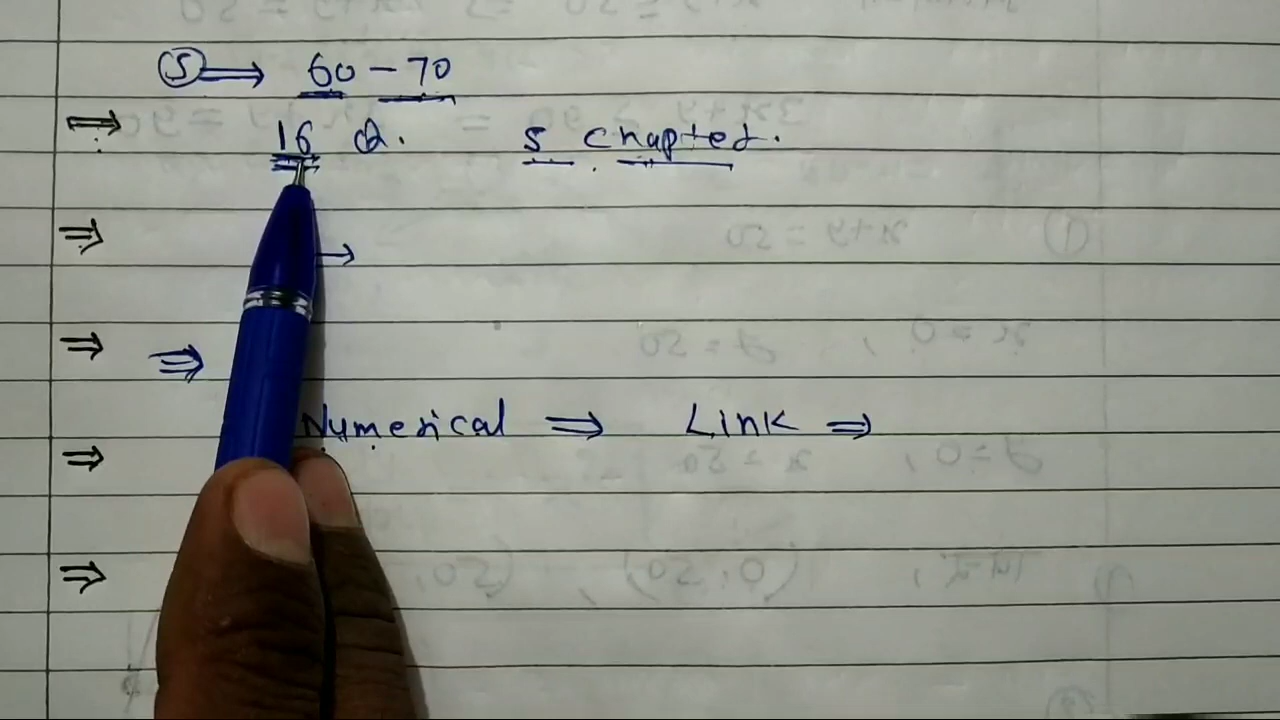 (5) ⇒ 60 - 70
⇒ 16 Q. 5 chapter.
⇒ →
⇒ ⇒
⇒ Numerical ⇒ Link ⇒
⇒